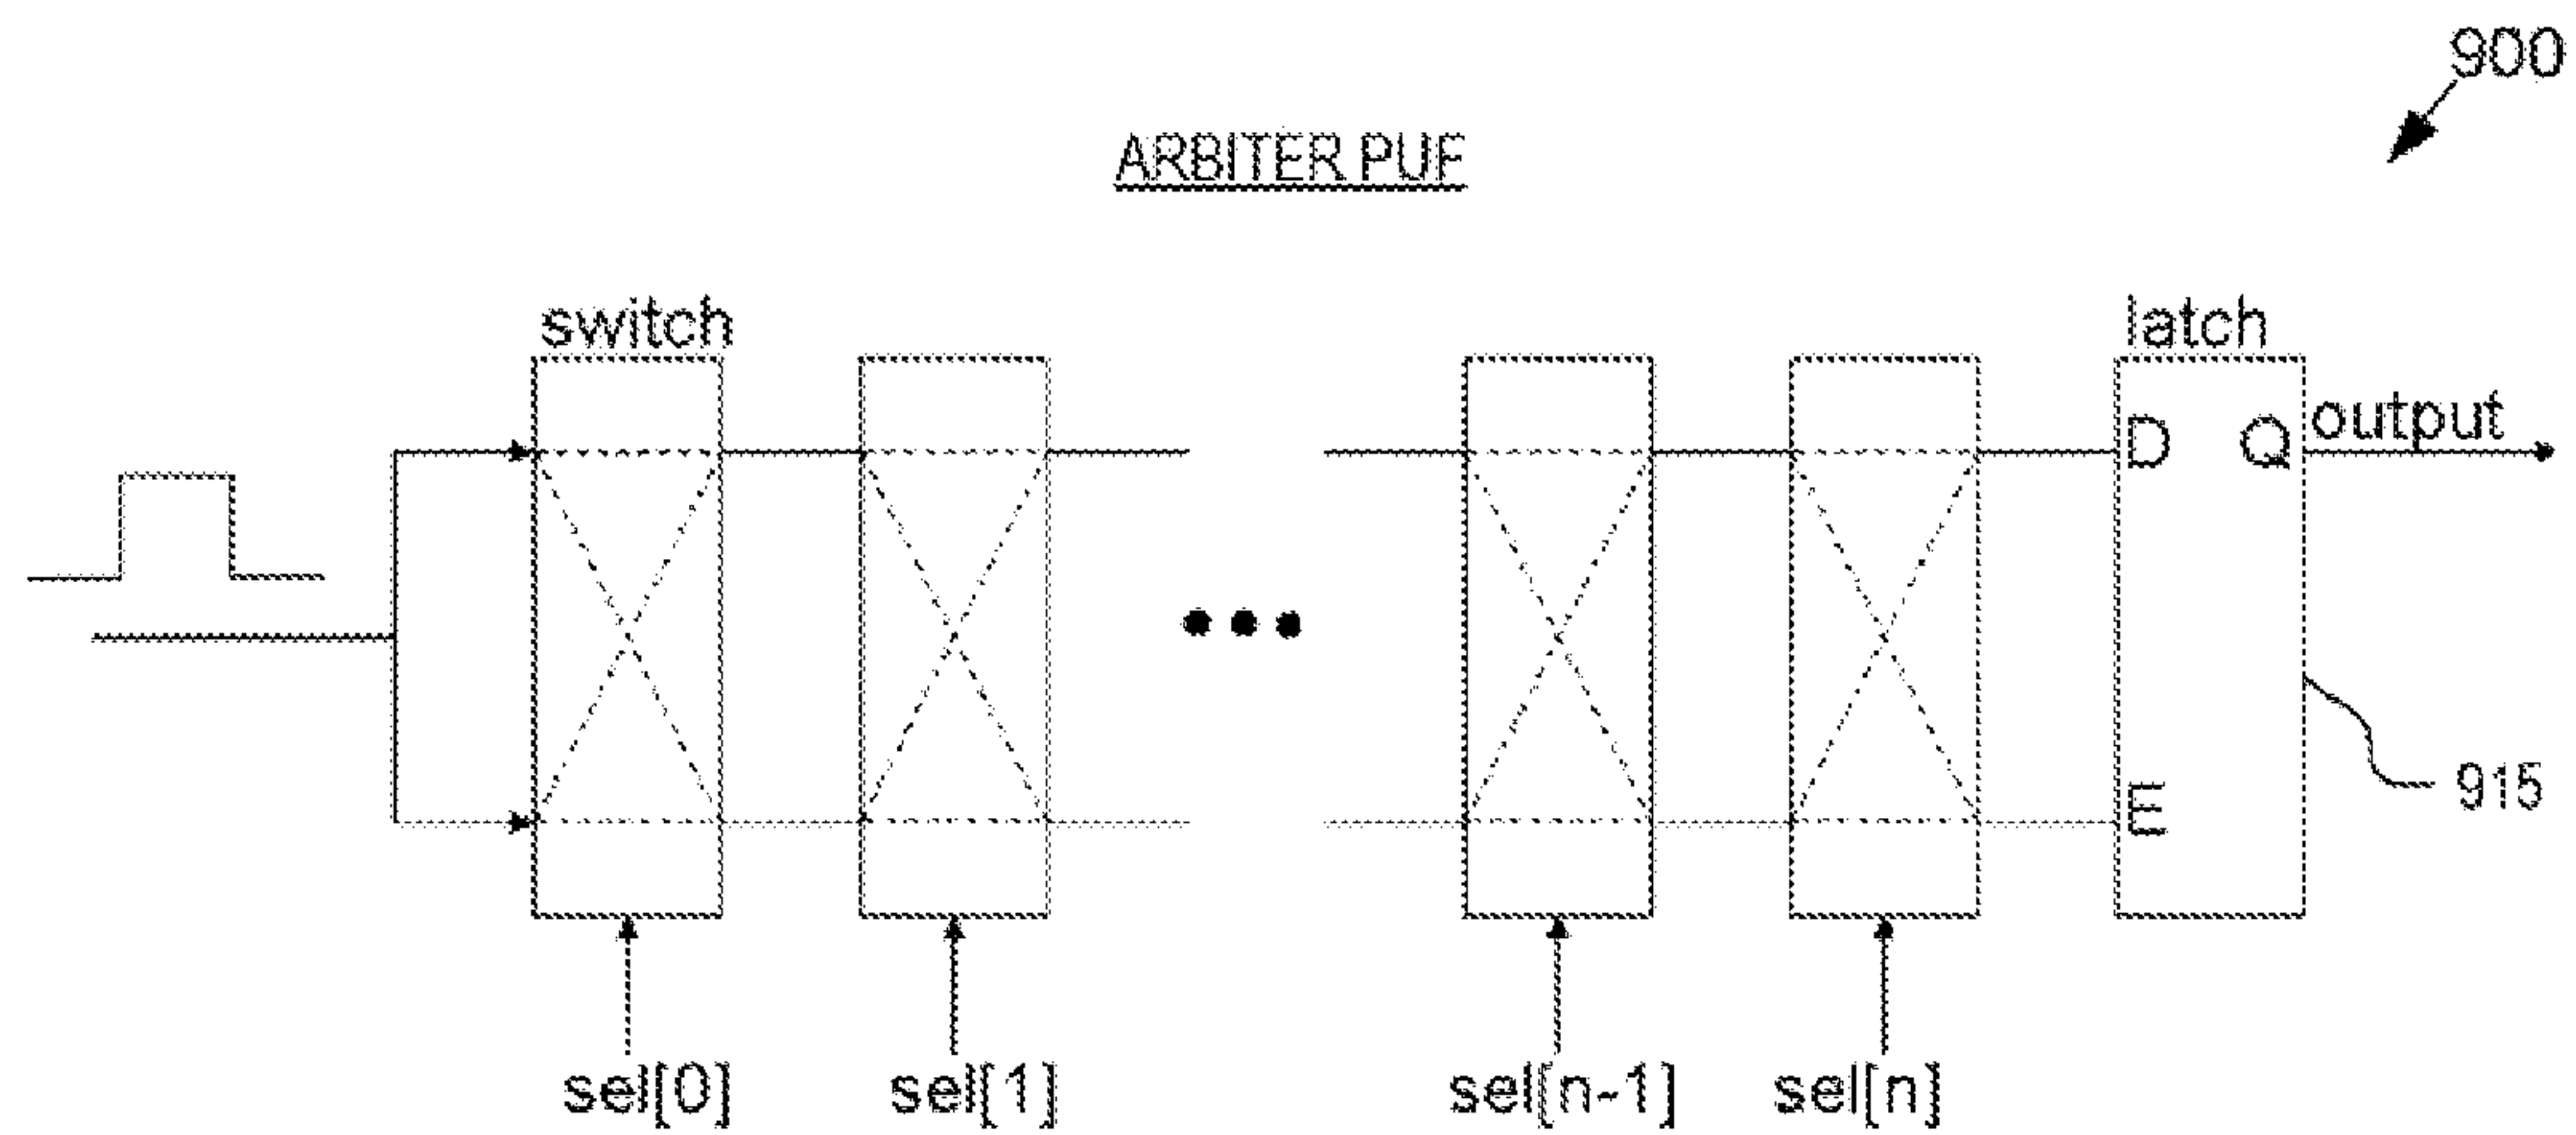 900
ARBITER PUF
switch
latch
D
Q
output
E
915
sel[0]
sel[1]
sel[n-1]
sel[n]